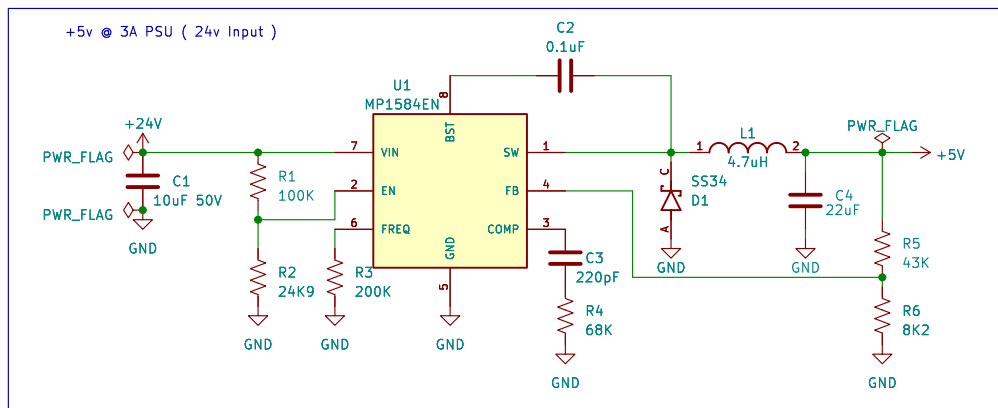 +5v @ 3A PSU ( 24v Input )
C2
0.1uF
U1
MP1584EN
8
BST
+24V
PWR_FLAG
PWR_FLAG
C1
10uF 50V
GND
R1
100K
R2
24K9
GND
R3
200K
GND
7
VIN
2
EN
6
FREQ
GND
5
GND
SW
1
FB
4
COMP
3
C3
220pF
R4
68K
GND
C
SS34
D1
A
GND
1
L1
2
4.7uH
PWR_FLAG
+5V
C4
22uF
GND
R5
43K
R6
8K2
GND